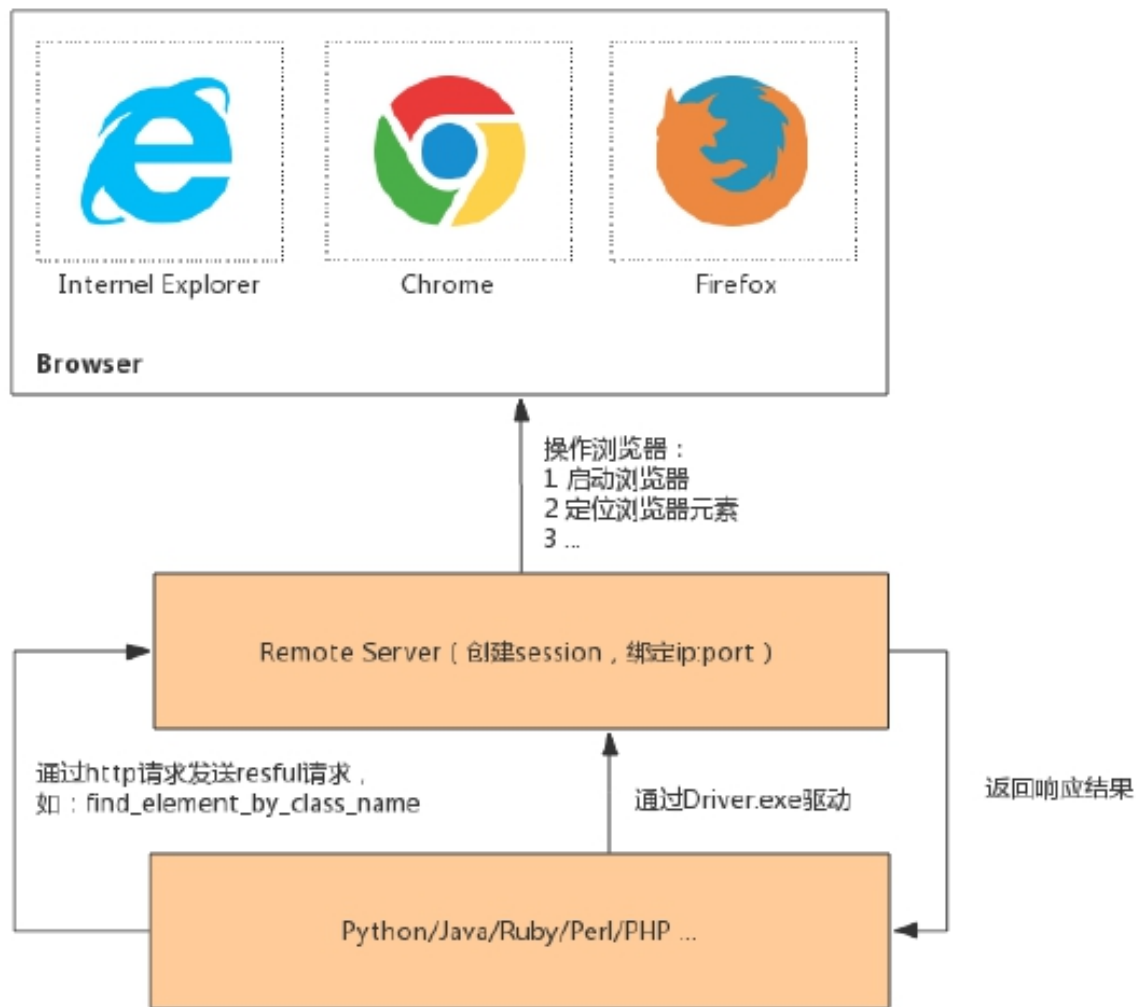 Internel Explorer
Chrome
Firefox
Browser
操作浏览器：
1 启动浏览器
2 定位浏览器元素
3 ...
Remote Server（创建session，绑定ip:port）
通过http请求发送resful请求，
如：find_element_by_class_name
通过Driver.exe驱动
返回响应结果
Python/Java/Ruby/Perl/PHP ...